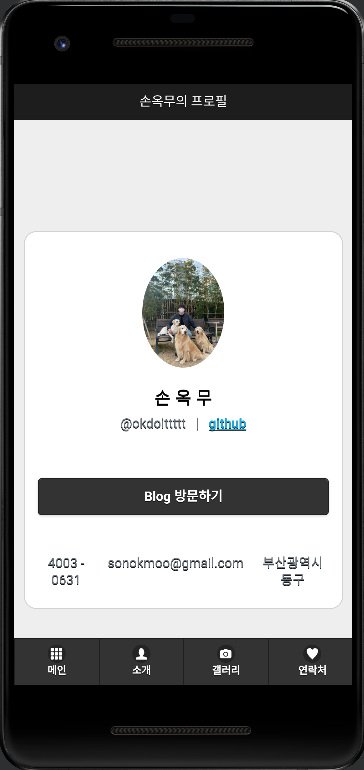 손옥무의 프로필
손 옥 무
@okdolttttt | github
Blog 방문하기
4003 - 0631
sonokmoo@gmail.com
부산광역시 동구
메인
소개
갤러리
연락처